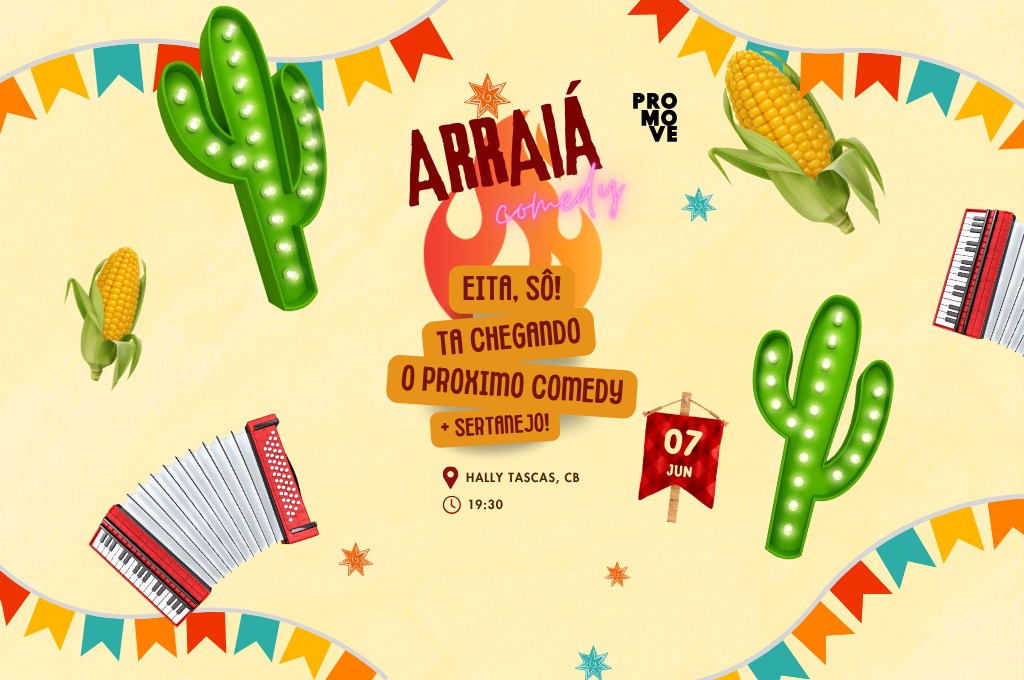 ARRAIÁ
comedy
PRO
MO
VE
EITA, SÔ!
TA CHEGANDO
O PROXIMO COMEDY
+ SERTANEJO!
07
JUN
HALLY TASCAS, CB
19:30